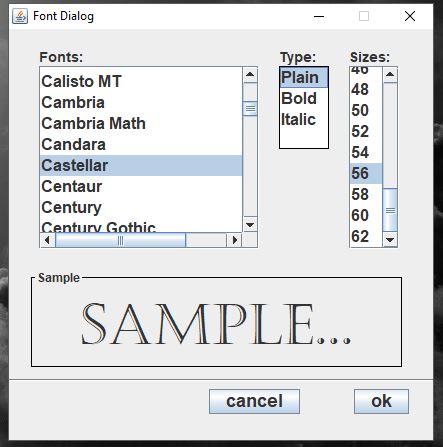 Font Dialog
Fonts:
Calisto MT
Cambria
Cambria Math
Candara
Castellar
Centaur
Century
Century Gothic
Type:
Plain
Bold
Italic
Sizes:
46
48
50
52
54
56
58
60
62
Sample
SAMPLE...
cancel
ok